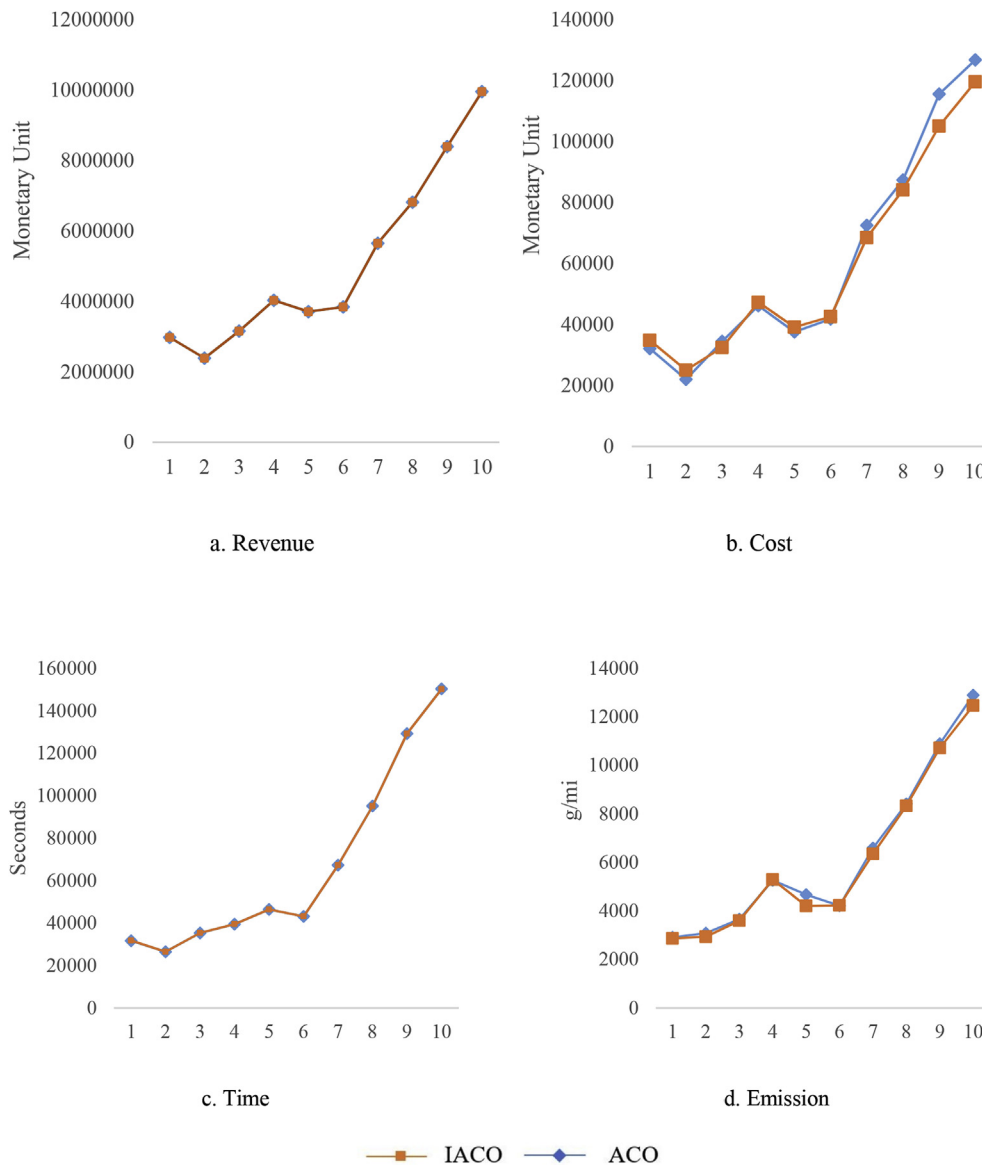 12000000
10000000
8000000
6000000
4000000
2000000
0
Monetary Unit
1 2 3 4 5 6 7 8 9 10
a. Revenue
140000
120000
100000
80000
60000
40000
20000
0
Monetary Unit
1 2 3 4 5 6 7 8 9 10
b. Cost
160000
140000
120000
100000
80000
60000
40000
20000
0
Seconds
1 2 3 4 5 6 7 8 9 10
c. Time
14000
12000
10000
8000
6000
4000
2000
0
g/mi
1 2 3 4 5 6 7 8 9 10
d. Emission
IACO ACO